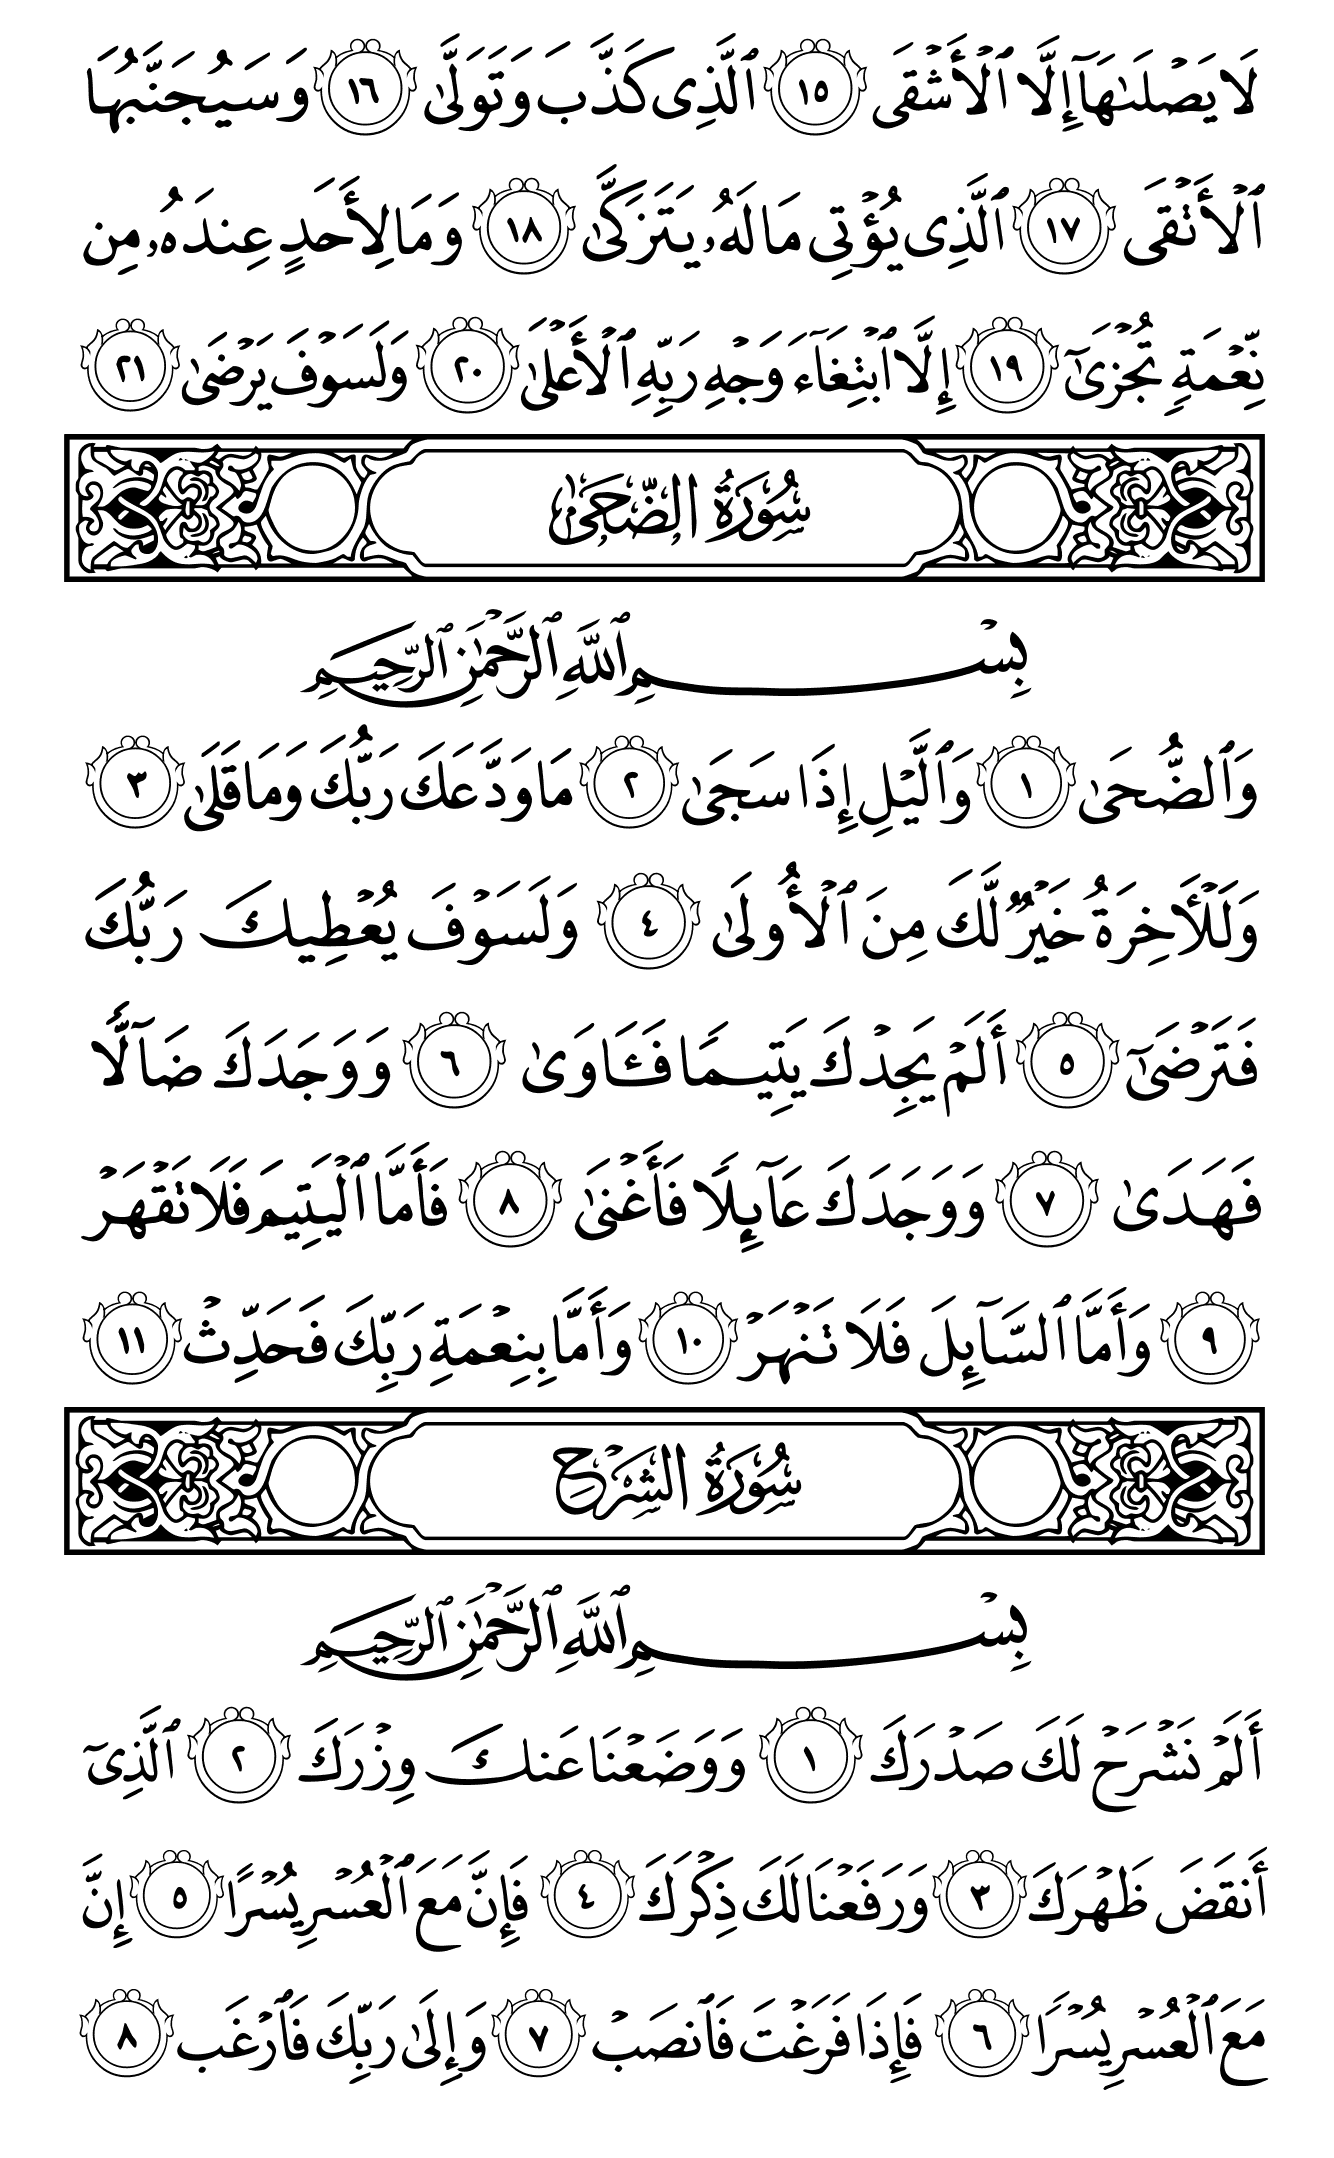 لَا يَصْلَىٰهَآ إِلَّا ٱلْأَشْقَى ١٥ ٱلَّذِى كَذَّبَ وَتَوَلَّىٰ ١٦ وَسَيُجَنَّبُهَا
ٱلْأَتْقَى ١٧ ٱلَّذِى يُؤْتِى مَالَهُۥ يَتَزَكَّىٰ ١٨ وَمَا لِأَحَدٍ عِندَهُۥ مِن
نِّعْمَةٍ تُجْزَىٰٓ ١٩ إِلَّا ٱبْتِغَآءَ وَجْهِ رَبِّهِ ٱلْأَعْلَىٰ ٢٠ وَلَسَوْفَ يَرْضَىٰ ٢١
سُورَةُ الضُّحَىٰ
بِسْمِ ٱللَّهِ ٱلرَّحْمَٰنِ ٱلرَّحِيمِ
وَٱلضُّحَىٰ ١ وَٱلَّيْلِ إِذَا سَجَىٰ ٢ مَا وَدَّعَكَ رَبُّكَ وَمَا قَلَىٰ ٣
وَلَلْأَخِرَةُ خَيْرٌ لَّكَ مِنَ ٱلْأُولَىٰ ٤ وَلَسَوْفَ يُعْطِيكَ رَبُّكَ
فَتَرْضَىٰٓ ٥ أَلَمْ يَجِدْكَ يَتِيمًا فَـَٔاوَىٰ ٦ وَوَجَدَكَ ضَآلًّا
فَهَدَىٰ ٧ وَوَجَدَكَ عَآئِلًا فَأَغْنَىٰ ٨ فَأَمَّا ٱلْيَتِيمَ فَلَا تَقْهَرْ
٩ وَأَمَّا ٱلسَّآئِلَ فَلَا تَنْهَرْ ١٠ وَأَمَّا بِنِعْمَةِ رَبِّكَ فَحَدِّثْ ١١
سُورَةُ الشَّرْحِ
بِسْمِ ٱللَّهِ ٱلرَّحْمَٰنِ ٱلرَّحِيمِ
أَلَمْ نَشْرَحْ لَكَ صَدْرَكَ ١ وَوَضَعْنَا عَنكَ وِزْرَكَ ٢ ٱلَّذِىٓ
أَنقَضَ ظَهْرَكَ ٣ وَرَفَعْنَا لَكَ ذِكْرَكَ ٤ فَإِنَّ مَعَ ٱلْعُسْرِ يُسْرًا ٥ إِنَّ
مَعَ ٱلْعُسْرِ يُسْرًا ٦ فَإِذَا فَرَغْتَ فَٱنصَبْ ٧ وَإِلَىٰ رَبِّكَ فَٱرْغَب ٨